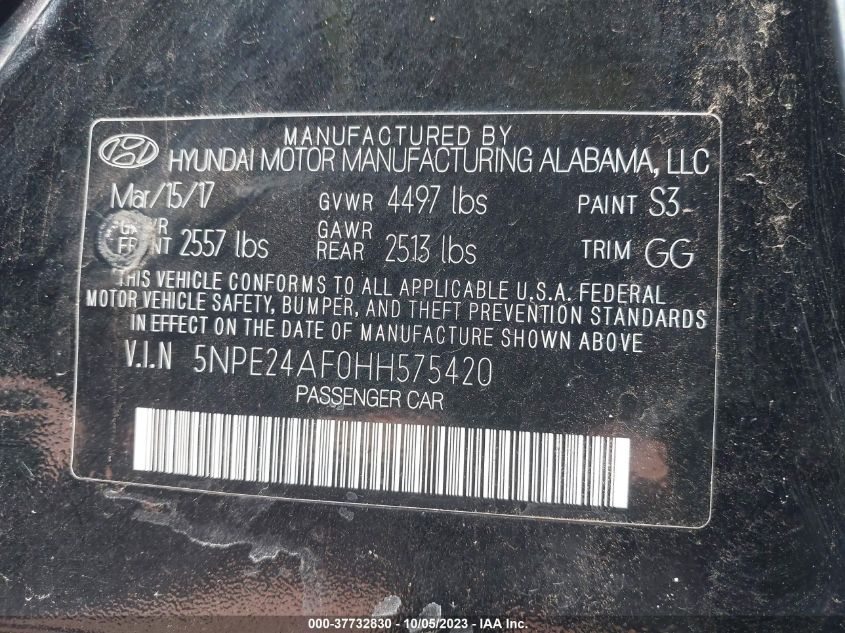 MANUFACTURED BY
HYUNDAI MOTOR MANUFACTURING ALABAMA, LLC
Mar/15/17 GVWR 4497 lbs PAINT S3
GAWR FRONT 2557 lbs GAWR REAR 2513 lbs TRIM GG
THIS VEHICLE CONFORMS TO ALL APPLICABLE U.S.A. FEDERAL
MOTOR VEHICLE SAFETY, BUMPER, AND THEFT PREVENTION STANDARDS
IN EFFECT ON THE DATE OF MANUFACTURE SHOWN ABOVE
V.I.N 5NPE24AF0HH575420
PASSENGER CAR
000-37732830 - 10/05/2023 - IAA Inc.